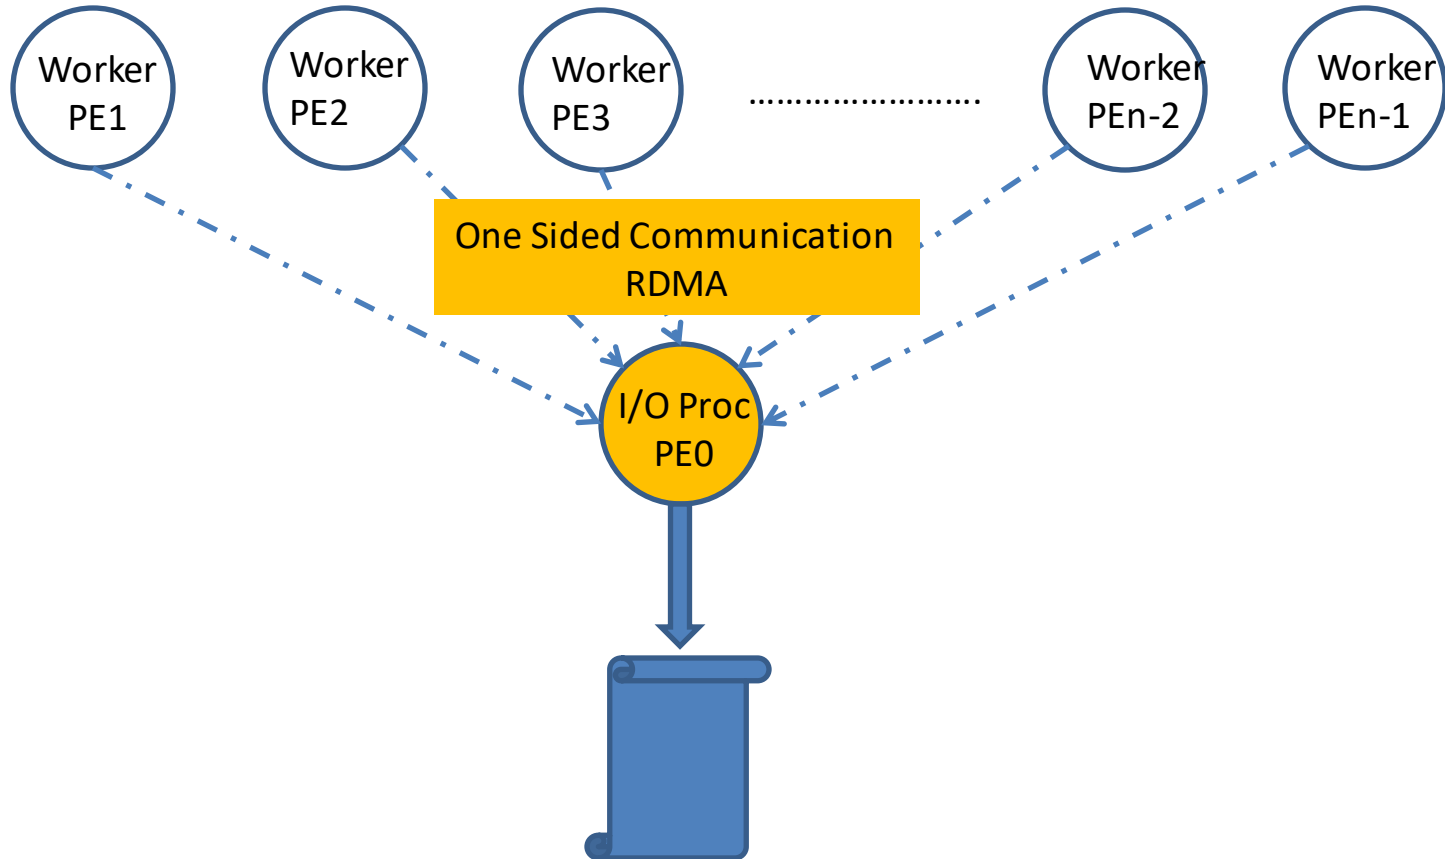 Worker
PE1
Worker
PE2
Worker
PE3
……………………….
Worker
PEn-2
Worker
PEn-1
One Sided Communication
RDMA
I/O Proc
PE0